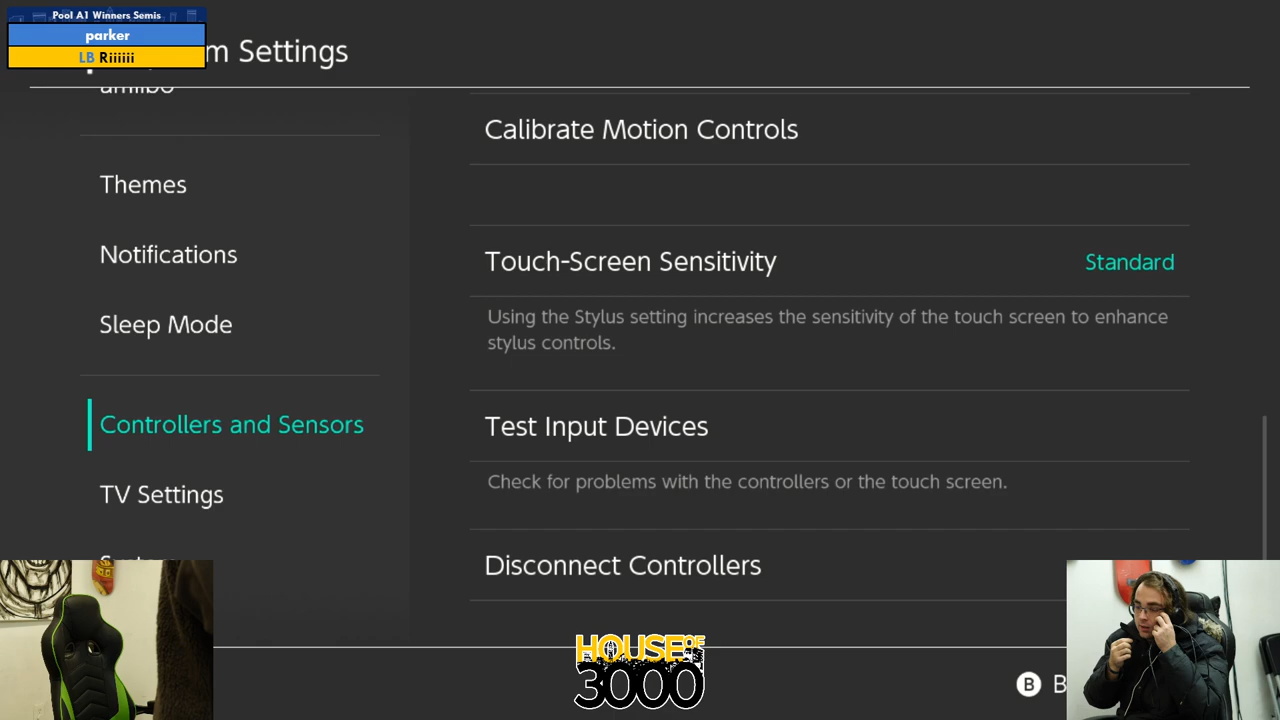 Pool A1 Winners Semis
parker
LB Riiiiii
m Settings
amiibo
Themes
Notifications
Sleep Mode
Controllers and Sensors
TV Settings
Calibrate Motion Controls
Touch-Screen Sensitivity Standard
Using the Stylus setting increases the sensitivity of the touch screen to enhance
stylus controls.
Test Input Devices
Check for problems with the controllers or the touch screen.
Disconnect Controllers
HOUSE OF
3000
B B